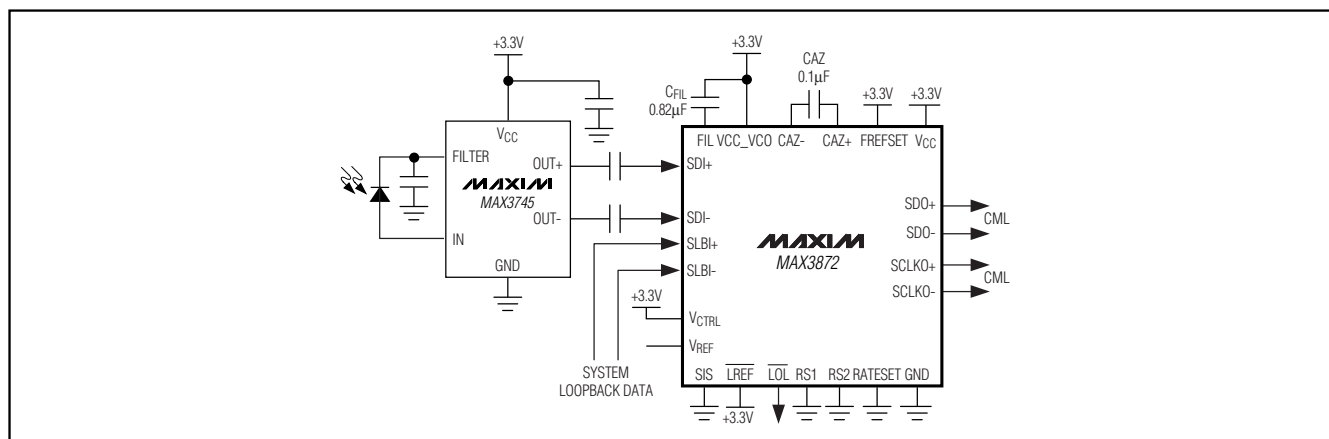 +3.3V
VCC
FILTER
OUT+
MAXIM
MAX3745
OUT-
IN
GND
+3.3V
CFIL
0.82µF
CAZ
0.1µF
+3.3V
+3.3V
FIL VCC_VCO CAZ- CAZ+ FREFSET VCC
SDI+
SDI-
SLBI+
SLBI-
+3.3V
VCTRL
VREF
MAXIM
MAX3872
SDO+
SDO-
CML
SCLKO+
SCLKO-
CML
SIS LREF LOL RS1 RS2 RATESET GND
+3.3V
SYSTEM
LOOPBACK DATA